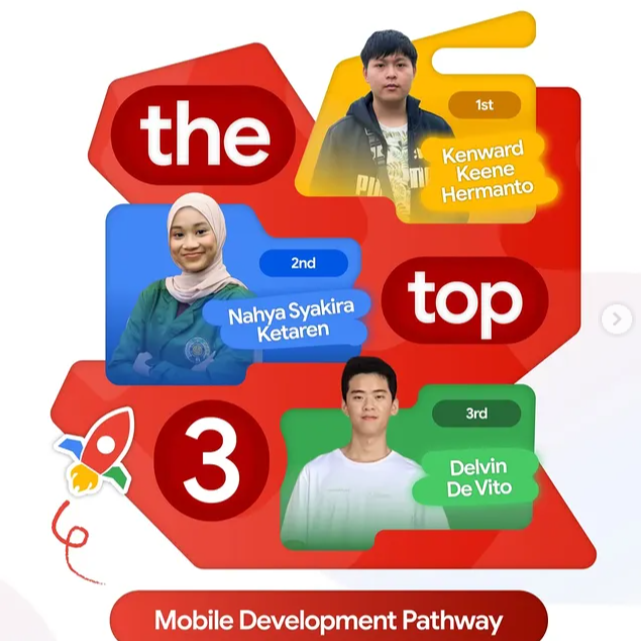 the
1st
Kenward
Keene
Hermanto
2nd
Nahya Syakira
Ketaren
top
3
3rd
Delvin
De Vito
Mobile Development Pathway